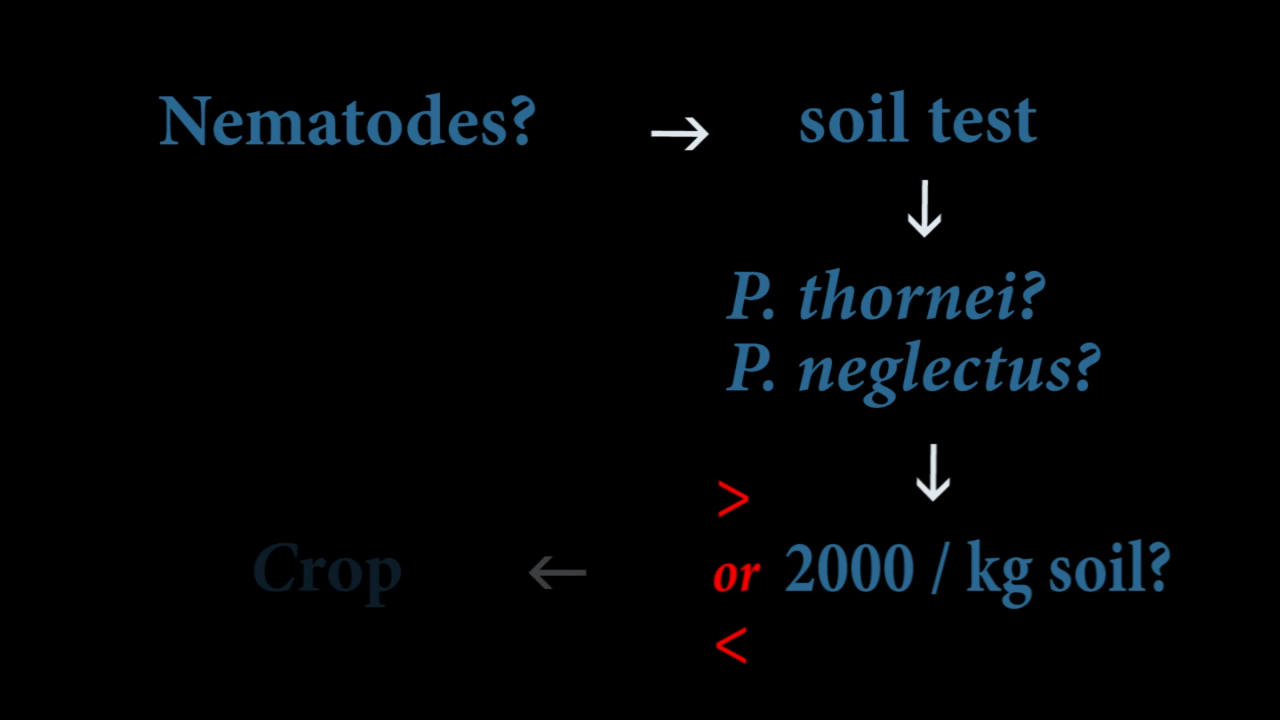 Nematodes? → soil test
↓
P. thornei?
P. neglectus?
↓
>
Crop ← or 2000 / kg soil?
<